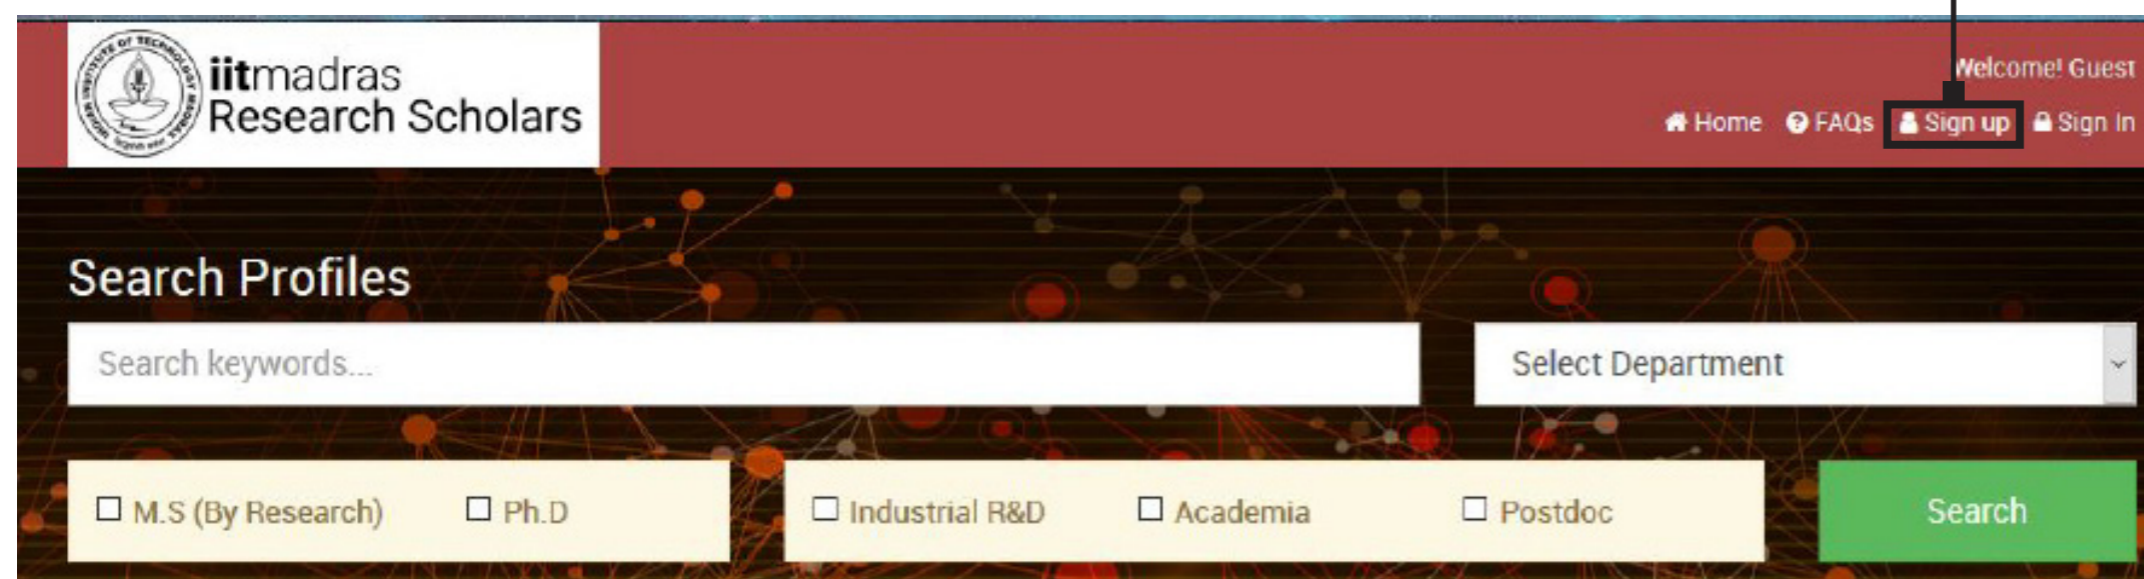 iitmadras
Research Scholars
Welcome! Guest
Home FAQs Sign up Sign In
Search Profiles
Search keywords...
Select Department
M.S (By Research) Ph.D Industrial R&D Academia Postdoc Search